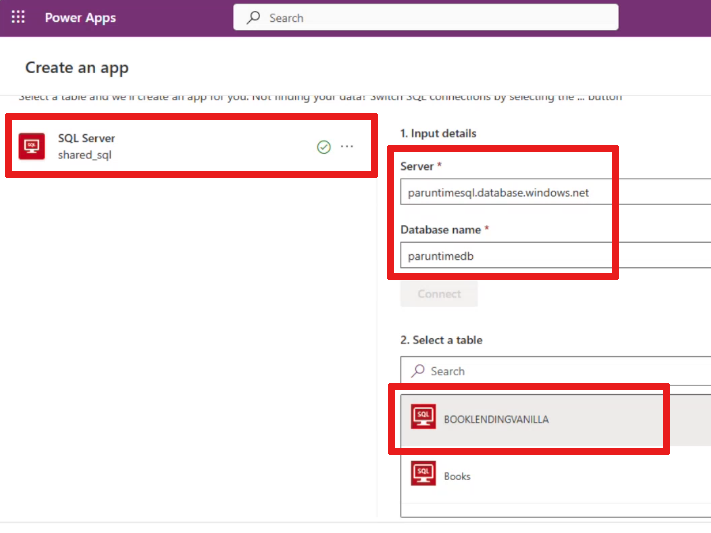 Power Apps
Search
Create an app
Select a table and we'll create an app for you. Not finding your data? Switch SQL connections by selecting the ... button
SQL Server
shared_sql
...
1. Input details
Server *
paruntimesql.database.windows.net
Database name *
paruntimedb
Connect
2. Select a table
Search
SQL
BOOKLENDINGVANILLA
SQL
Books